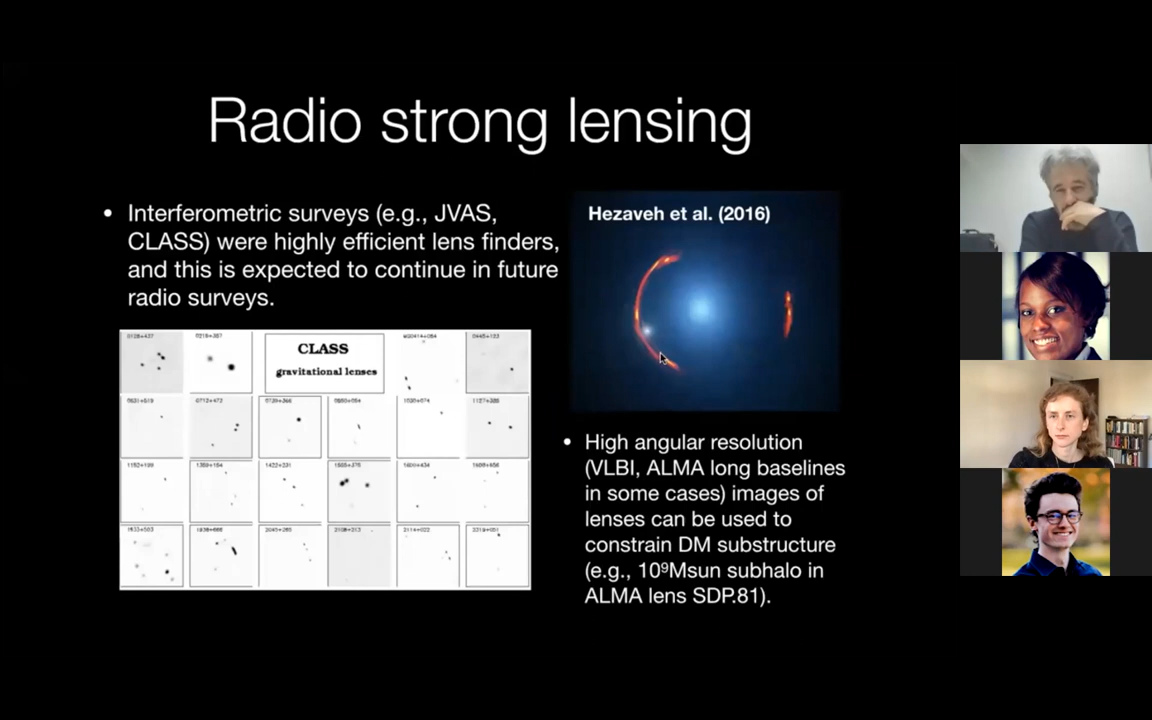 Radio strong lensing
• Interferometric surveys (e.g., JVAS,
CLASS) were highly efficient lens finders,
and this is expected to continue in future
radio surveys.
CLASS
gravitational lenses
Hezaveh et al. (2016)
• High angular resolution
(VLBI, ALMA long baselines
in some cases) images of
lenses can be used to
constrain DM substructure
(e.g., 10⁹Msun subhalo in
ALMA lens SDP.81).